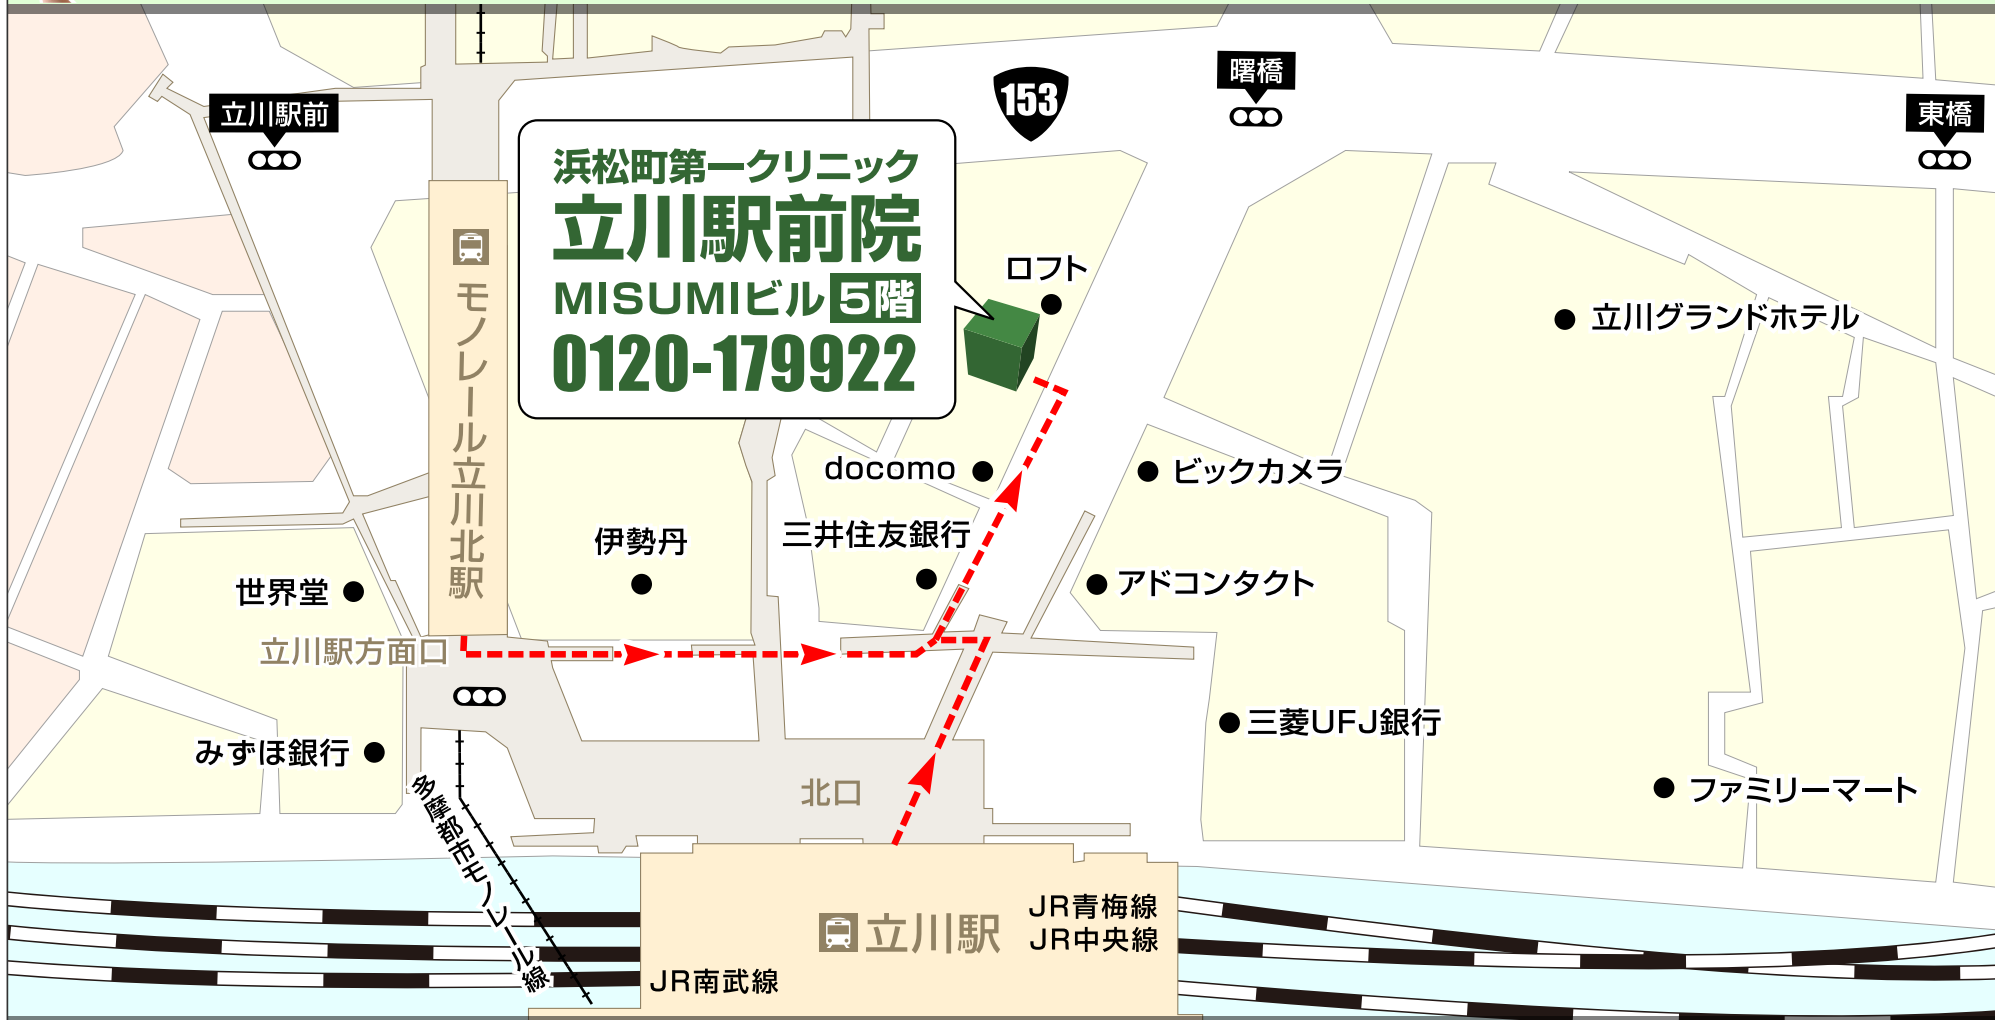 153
曙橋
立川駅前
東橋
浜松町第一クリニック
立川駅前院
MISUMIビル 5階
0120-179922
ロフト
立川グランドホテル
モノレール立川北駅
docomo
ビックカメラ
三井住友銀行
伊勢丹
世界堂
アドコンタクト
立川駅方面口
三菱UFJ銀行
みずほ銀行
北口
ファミリーマート
多摩都市モノレール線
立川駅
JR青梅線
JR中央線
JR南武線